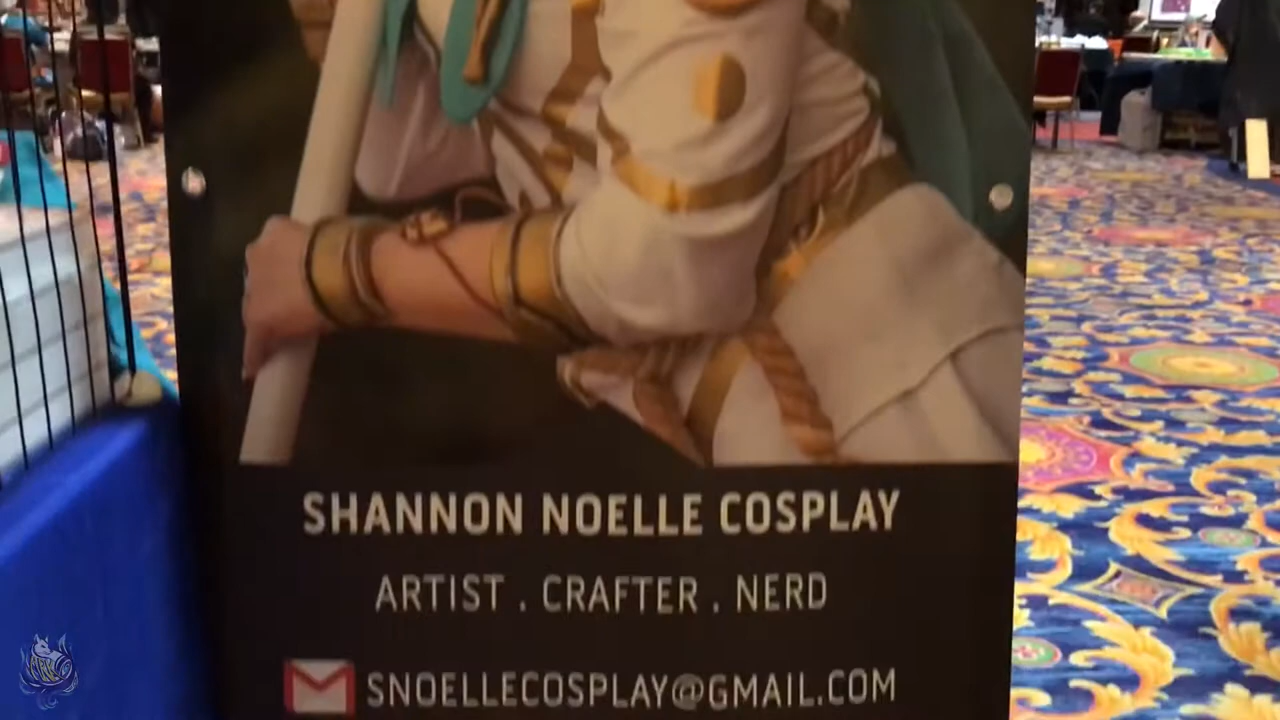 SHANNON NOELLE COSPLAY
ARTIST . CRAFTER . NERD
SNOELLECOSPLAY@GMAIL.COM